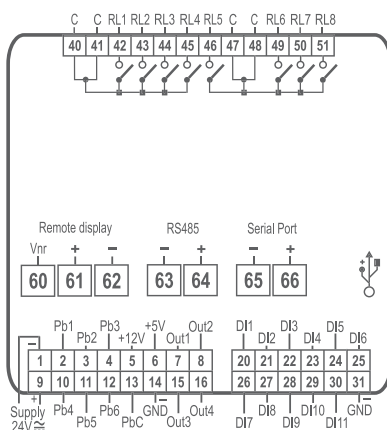 C C RL1 RL2 RL3 RL4 RL5 C C RL6 RL7 RL8
40 41 42 43 44 45 46 47 48 49 50 51
Remote display RS485 Serial Port
Vnr + − − + − +
60 61 62 63 64 65 66
Pb1 Pb3 +5V Out2 DI1 DI3 DI5
Pb2 +12V Out1 DI2 DI4 DI6
−
1 2 3 4 5 6 7 8 20 21 22 23 24 25
9 10 11 12 13 14 15 16 26 27 28 29 30 31
+ − −
Supply Pb4 Pb6 GND Out4 DI8 DI10 GND
24V Pb5 PbC Out3 DI7 DI9 DI11